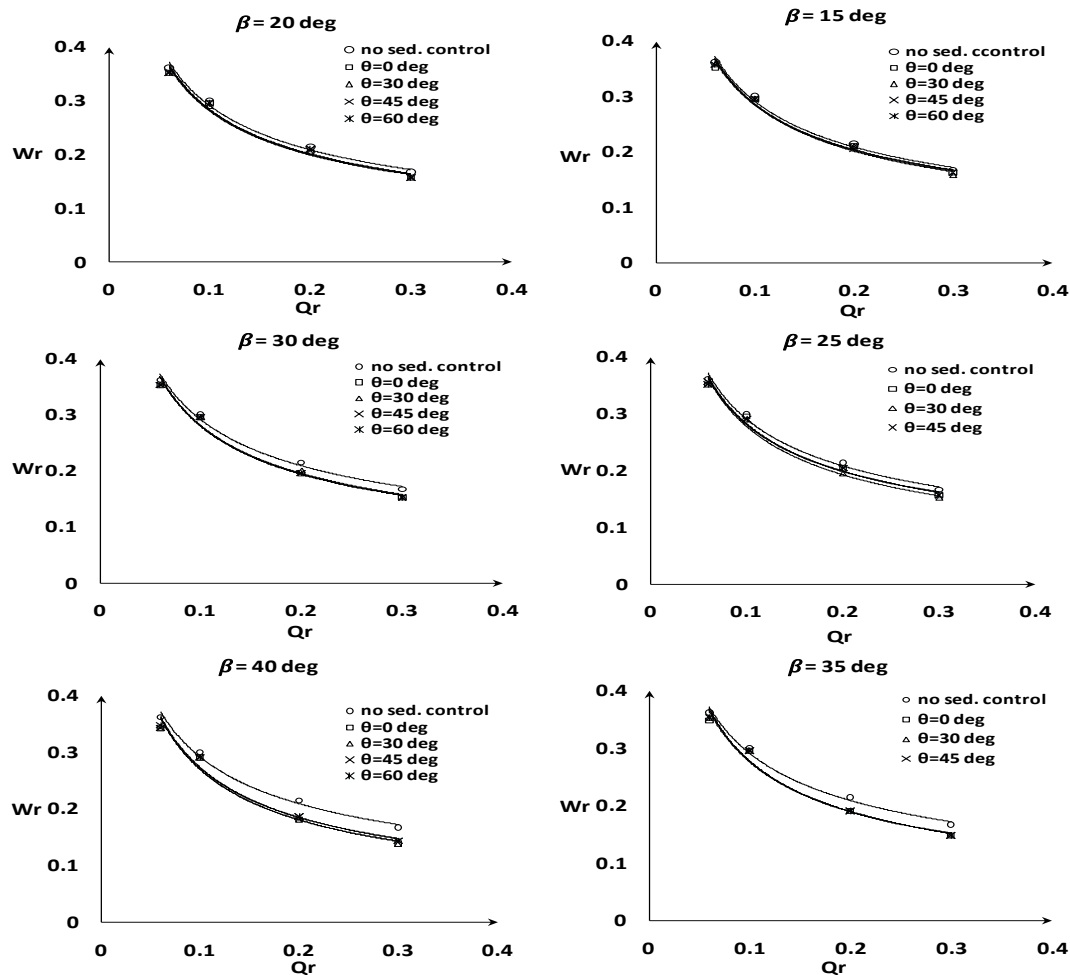 β = 20 deg
0.4
0.3
Wr 0.2
0.1
0
0 0.1 0.2 0.3 0.4
Qr
no sed. control
θ=0 deg
θ=30 deg
θ=45 deg
θ=60 deg
β = 15 deg
0.4
0.3
Wr 0.2
0.1
0
0 0.1 0.2 0.3 0.4
Qr
no sed. ccontrol
θ=0 deg
θ=30 deg
θ=45 deg
θ=60 deg
β = 30 deg
0.4
0.3
Wr 0.2
0.1
0
0 0.1 0.2 0.3 0.4
Qr
no sed. control
θ=0 deg
θ=30 deg
θ=45 deg
θ=60 deg
β = 25 deg
0.4
0.3
Wr 0.2
0.1
0
0 0.1 0.2 0.3 0.4
Qr
no sed. control
θ=0 deg
θ=30 deg
θ=45 deg
β = 40 deg
0.4
0.3
Wr 0.2
0.1
0
0 0.1 0.2 0.3 0.4
Qr
no sed. control
θ=0 deg
θ=30 deg
θ=45 deg
θ=60 deg
β = 35 deg
0.4
0.3
Wr 0.2
0.1
0
0 0.1 0.2 0.3 0.4
Qr
no sed. control
θ=0 deg
θ=30 deg
θ=45 deg